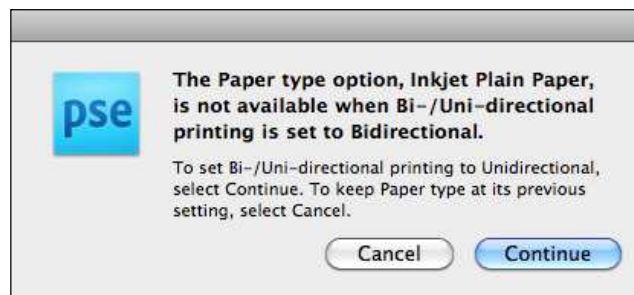 pse
The Paper type option, Inkjet Plain Paper,
is not available when Bi-/Uni-directional
printing is set to Bidirectional.
To set Bi-/Uni-directional printing to Unidirectional,
select Continue. To keep Paper type at its previous
setting, select Cancel.
Cancel
Continue